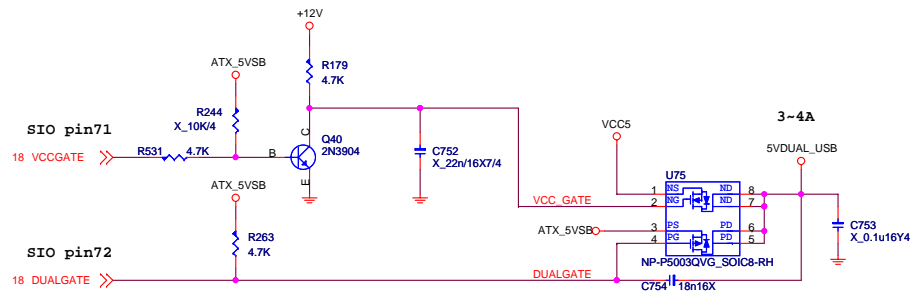 +12V
ATX_5VSB
R179
4.7K
R244
X_10K/4
3~4A
SIO pin71
VCC5
Q40
2N3904
C
B
E
C752
X_22n/16X7/4
5VDUAL_USB
R531 4.7K
18 VCCGATE
U75
1 NS ND 8
2 NG ND 7
VCC_GATE
ATX_5VSB
ATX_5VSB
3 PS PD 6
4 PG PD 5
C753
X_0.1u16Y4
R263
4.7K
SIO pin72
NP-P5003QVG_SOIC8-RH
18 DUALGATE
DUALGATE
C754 18n16X